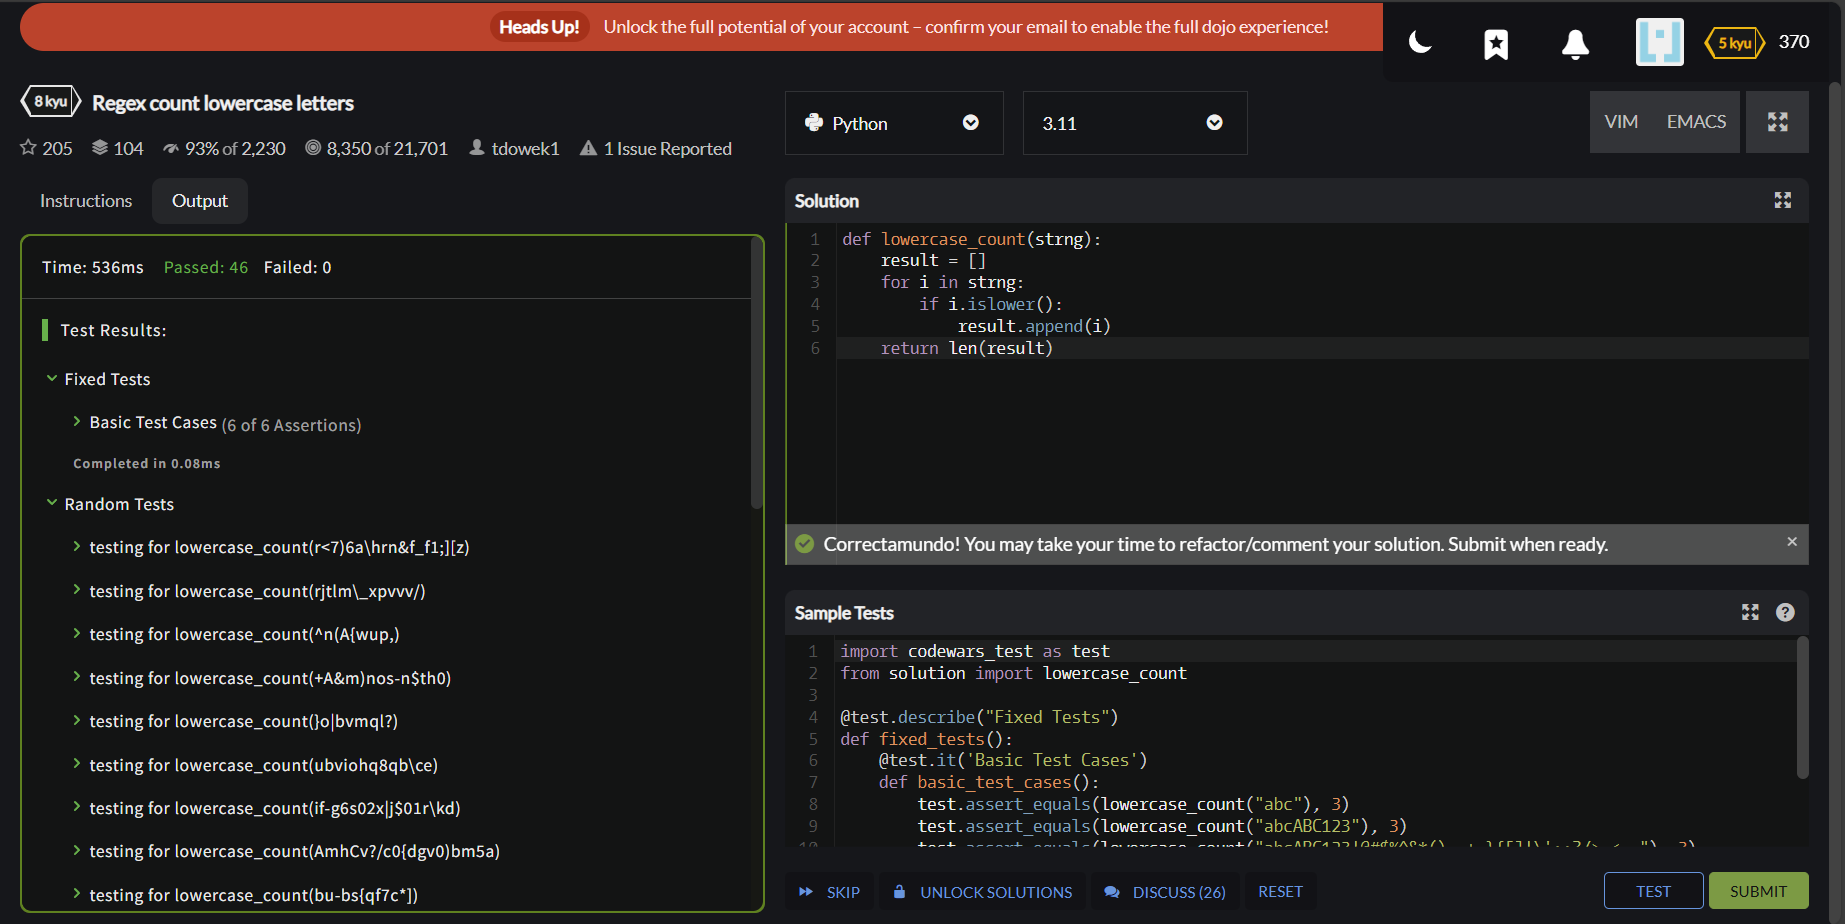 Heads Up! Unlock the full potential of your account – confirm your email to enable the full dojo experience!
5 kyu 370
8 kyu Regex count lowercase letters
205 104 93% of 2,230 8,350 of 21,701 tdowek1 1 Issue Reported
Instructions Output
Time: 536ms Passed: 46 Failed: 0
Test Results:
Fixed Tests
Basic Test Cases (6 of 6 Assertions)
Completed in 0.08ms
Random Tests
testing for lowercase_count(r<7)6a\hrn&f_f1;][z)
testing for lowercase_count(rjtlm\_xpvvv/)
testing for lowercase_count(^n(A{wup,)
testing for lowercase_count(+A&m)nos-n$th0)
testing for lowercase_count(}o|bvmql?)
testing for lowercase_count(ubviohq8qb\ce)
testing for lowercase_count(if-g6s02x|j$01r\kd)
testing for lowercase_count(AmhCv?/c0{dgv0)bm5a)
testing for lowercase_count(bu-bs{qf7c*])
Python 3.11 VIM EMACS
Solution
1 def lowercase_count(strng):
2 result = []
3 for i in strng:
4 if i.islower():
5 result.append(i)
6 return len(result)
Correctamundo! You may take your time to refactor/comment your solution. Submit when ready. ×
Sample Tests ?
1 import codewars_test as test
2 from solution import lowercase_count
3
4 @test.describe("Fixed Tests")
5 def fixed_tests():
6 @test.it('Basic Test Cases')
7 def basic_test_cases():
8 test.assert_equals(lowercase_count("abc"), 3)
9 test.assert_equals(lowercase_count("abcABC123"), 3)
SKIP UNLOCK SOLUTIONS DISCUSS (26) RESET TEST SUBMIT